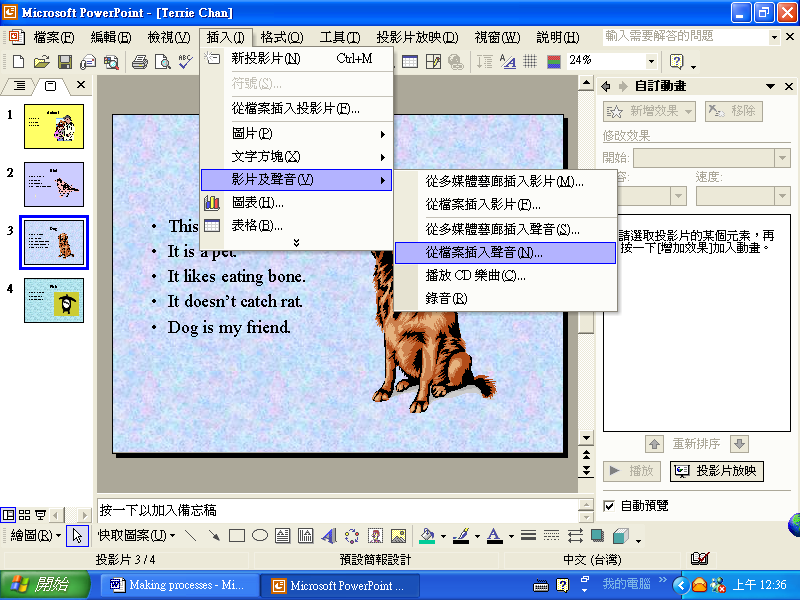 Microsoft PowerPoint - [Terrie Chan]
檔案(F) 編輯(E) 檢視(V) 插入(I) 格式(O) 工具(T) 投影片放映(D) 視窗(W) 說明(H) 輸入需要解答的問題
24%
新投影片(N) Ctrl+M
符號(S)...
從檔案插入投影片(F)...
圖片(P)
文字方塊(X)
影片及聲音(V)
圖表(H)...
表格(B)...
從多媒體藝廊插入影片(M)...
從檔案插入影片(F)...
從多媒體藝廊插入聲音(S)...
從檔案插入聲音(N)...
播放 CD 樂曲(C)...
錄音(R)
1
2
3
4
Dog
• This
• It is a pet.
• It likes eating bone.
• It doesn't catch rat.
• Dog is my friend.
自訂動畫
新增效果 移除
修改效果
開始:
速度:
請選取投影片的某個元素，再
按一下[增加效果]加入動畫。
重新排序
播放 投影片放映
自動預覽
按一下以加入備忘稿
繪圖(R) 快取圖案(U)
投影片 3 / 4 預設簡報設計 中文 (台灣)
開始 Making processes - Mi... Microsoft PowerPoint ... 我的電腦 上午 12:36